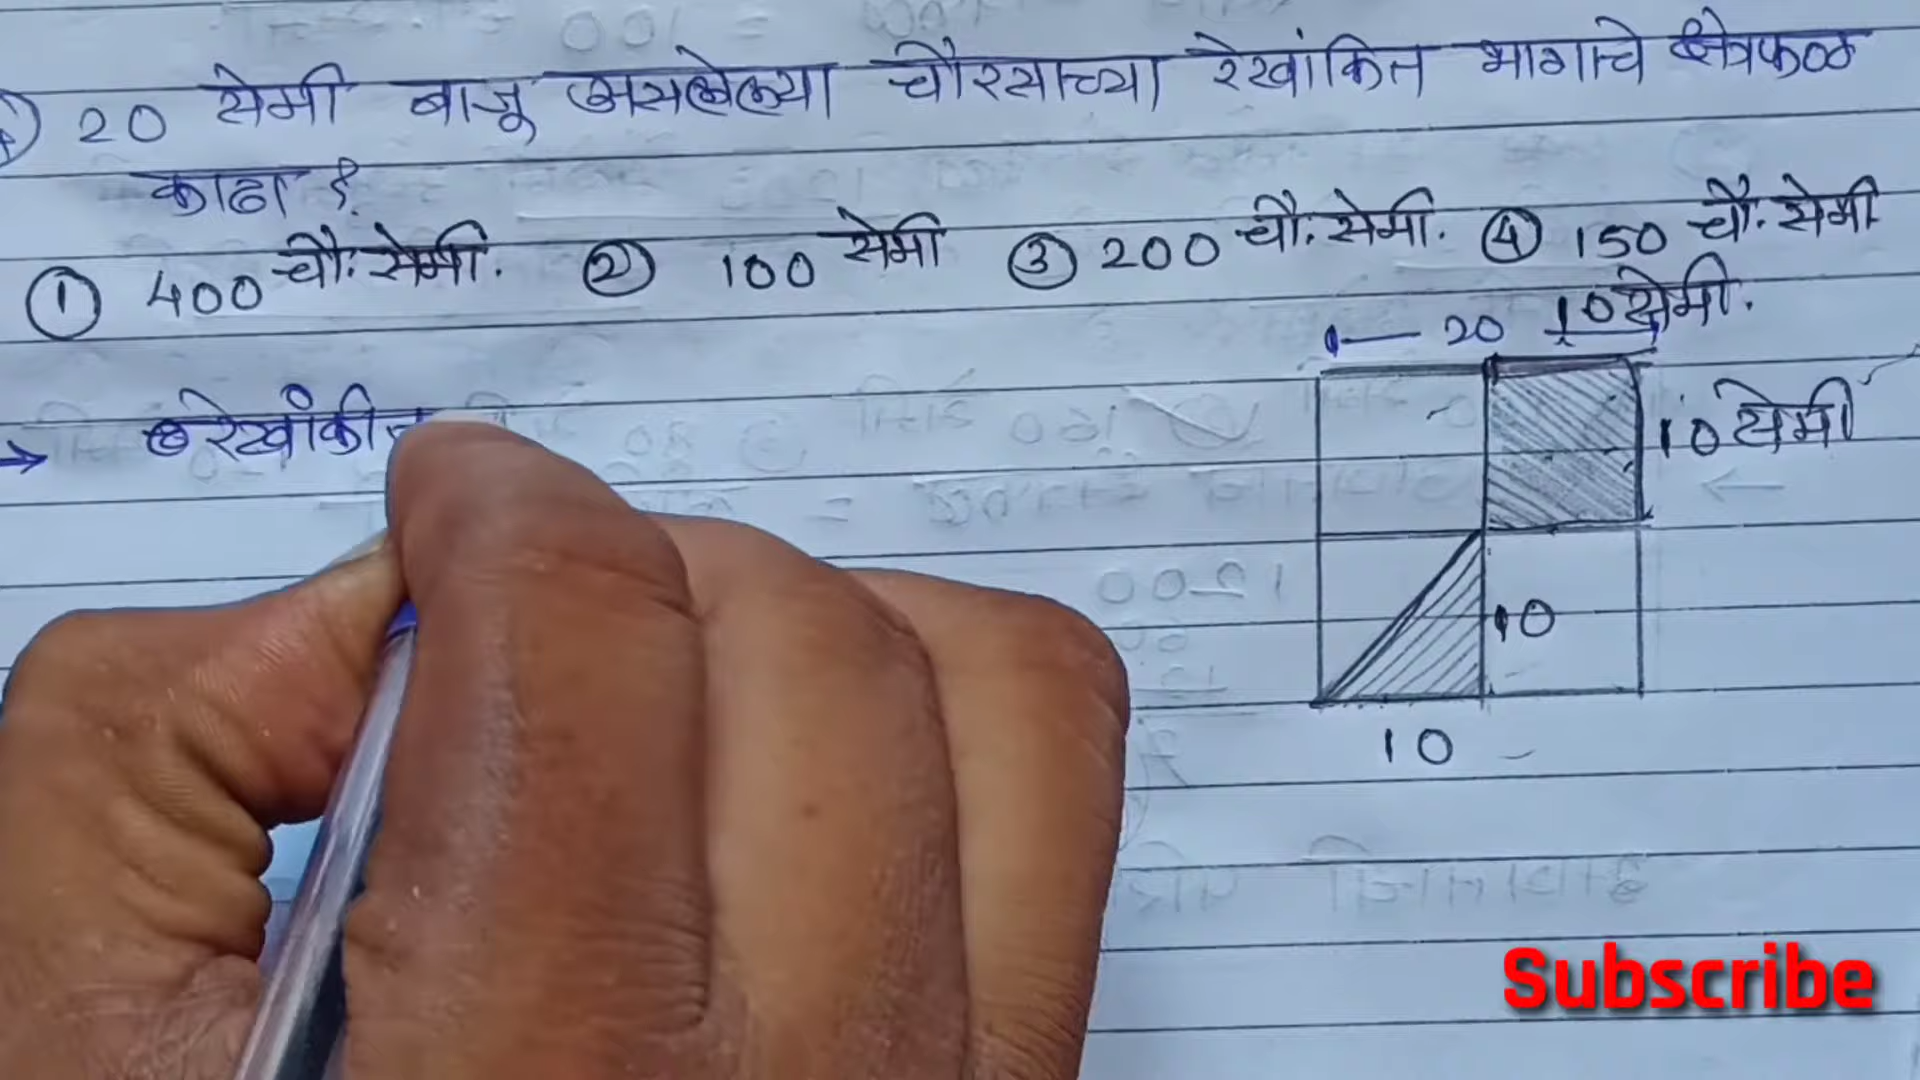 20 सेमी बाजू असलेल्या चौरसाच्या रेखांकित भागाचे क्षेत्रफळ
काढा ?
① 400 चौ. सेमी. ② 100 सेमी ③ 200 चौ. सेमी. ④ 150 चौ. सेमी
10 सेमी.
20
→ रेखांकीत
10 सेमी
10
10
Subscribe